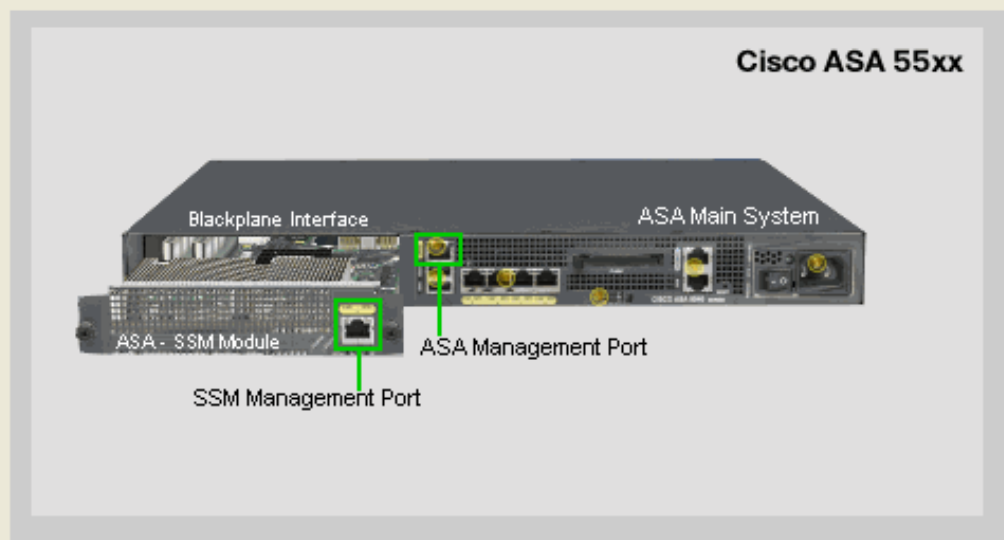 Cisco ASA 55xx
Blackplane Interface
ASA Main System
ASA - SSM Module
ASA Management Port
SSM Management Port